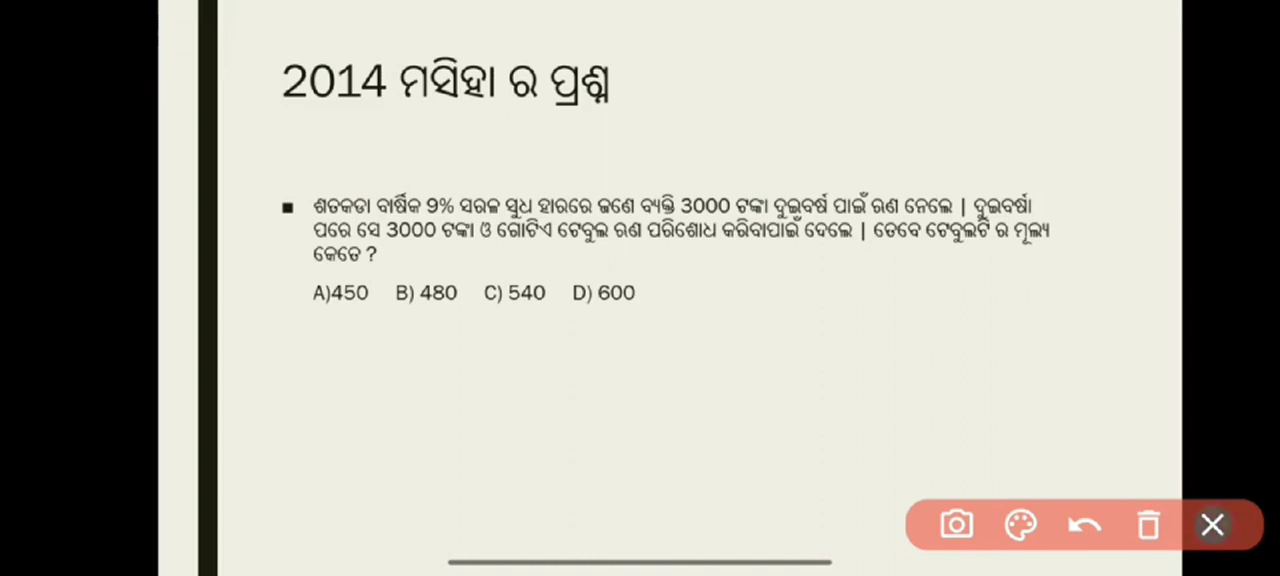 2014 ମସିହା ର ପ୍ରଶ୍ନ
▪ ଶତକଡା ବାର୍ଷିକ 9% ସରଳ ସୁଧ ହାରରେ ଜଣେ ବ୍ୟକ୍ତି 3000 ଟଙ୍କା ଦୁଇବର୍ଷ ପାଇଁ ଋଣ ନେଲେ | ଦୁଇବର୍ଷା
ପରେ ସେ 3000 ଟଙ୍କା ଓ ଗୋଟିଏ ଟେବୁଲ ଋଣ ପରିଶୋଧ କରିବାପାଇଁ ଦେଲେ | ତେବେ ଟେବୁଲଟି ର ମୂଲ୍ୟ
କେତେ ?
A)450 B) 480 C) 540 D) 600